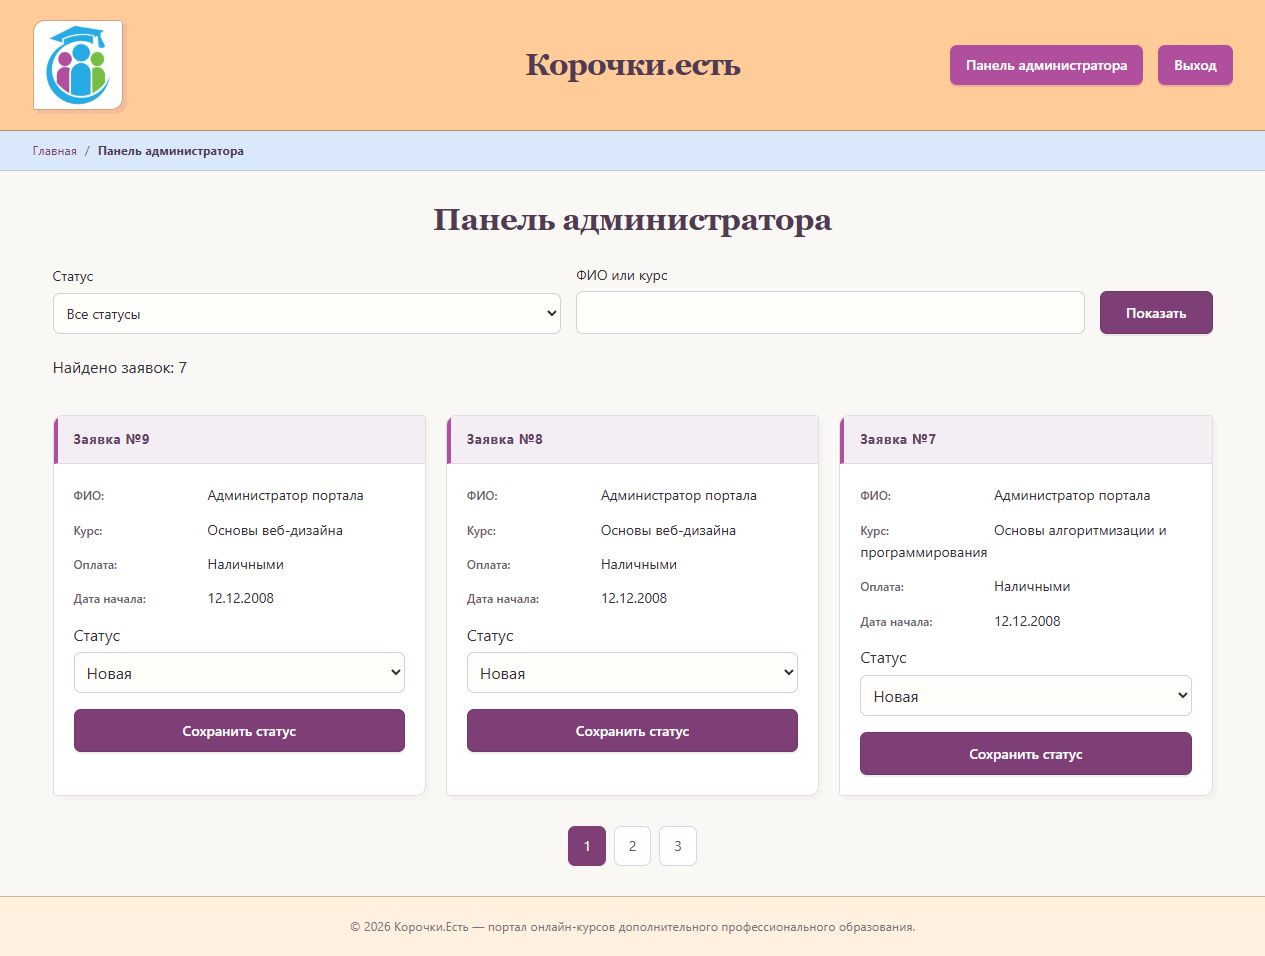 Корочки.есть
Панель администратора
Выход
Главная / Панель администратора
Панель администратора
Статус
ФИО или курс
Все статусы
Показать
Найдено заявок: 7
Заявка №9
ФИО: Администратор портала
Курс: Основы веб-дизайна
Оплата: Наличными
Дата начала: 12.12.2008
Статус
Новая
Сохранить статус
Заявка №8
ФИО: Администратор портала
Курс: Основы веб-дизайна
Оплата: Наличными
Дата начала: 12.12.2008
Статус
Новая
Сохранить статус
Заявка №7
ФИО: Администратор портала
Курс: Основы алгоритмизации и
программирования
Оплата: Наличными
Дата начала: 12.12.2008
Статус
Новая
Сохранить статус
1 2 3
© 2026 Корочки.Есть — портал онлайн-курсов дополнительного профессионального образования.